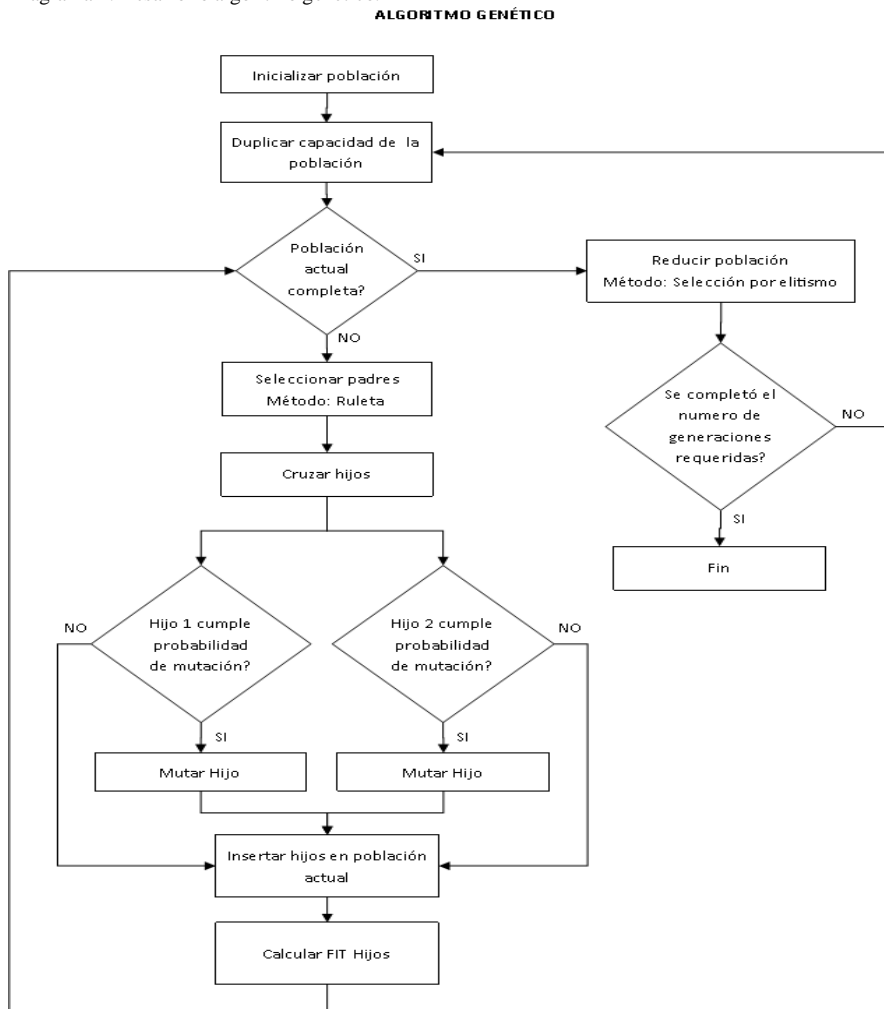 ALGORITMO GENÉTICO
Inicializar población
Duplicar capacidad de la
población
Población
actual
completa?
SI
NO
Reducir población
Método: Selección por elitismo
Seleccionar padres
Método: Ruleta
Se completó el
numero de
generaciones
requeridas?
NO
SI
Cruzar hijos
Fin
NO
Hijo 1 cumple
probabilidad
de mutación?
SI
Hijo 2 cumple
probabilidad
de mutación?
NO
SI
Mutar Hijo
Mutar Hijo
Insertar hijos en población
actual
Calcular FIT Hijos